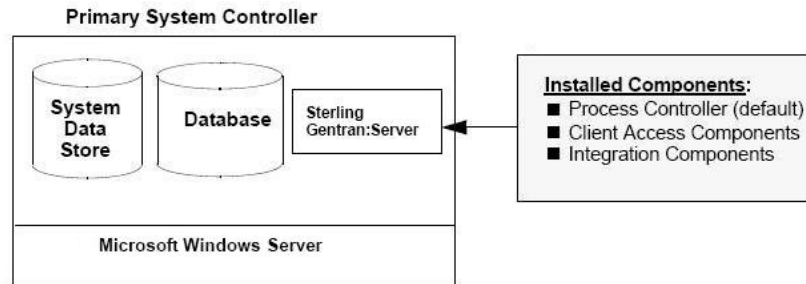 Primary System Controller
System
Data
Store
Database
Sterling
Gentran:Server
Microsoft Windows Server
Installed Components:
■ Process Controller (default)
■ Client Access Components
■ Integration Components